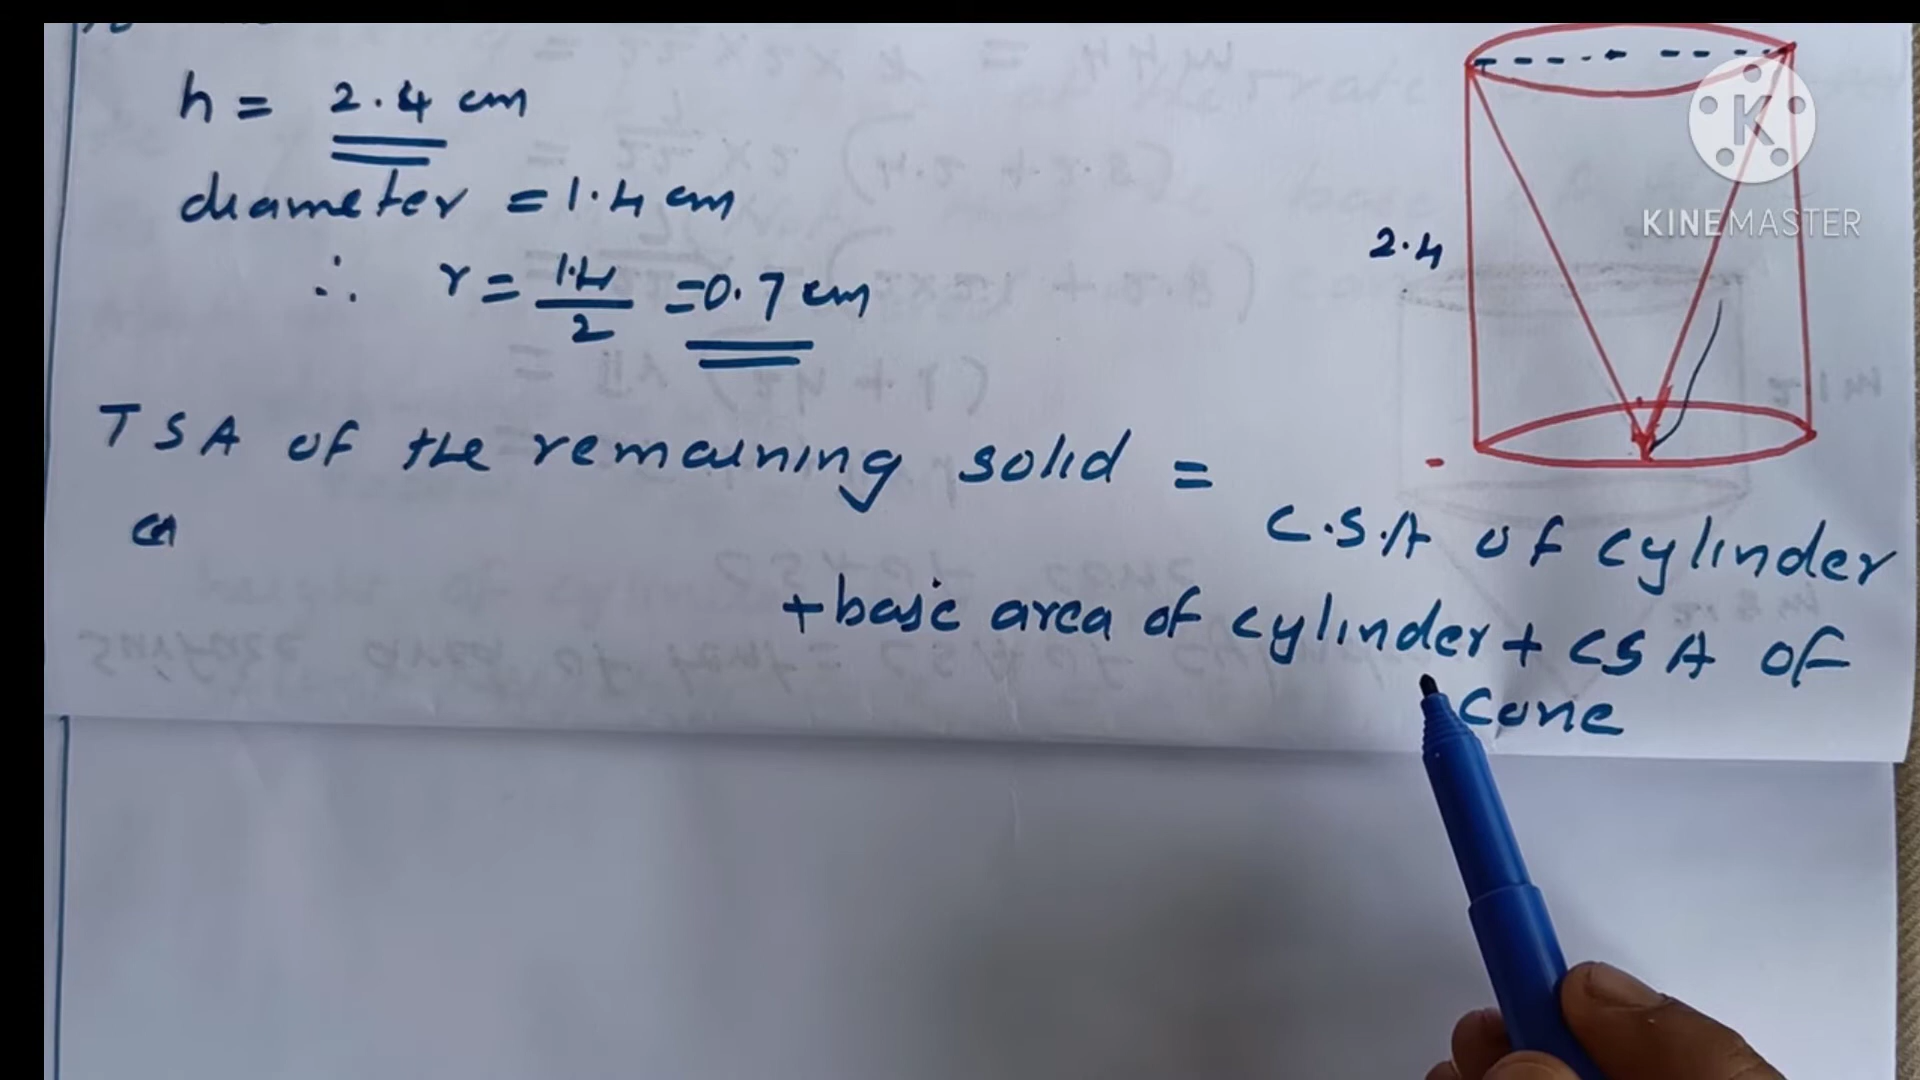 h = 2.4 cm
diameter = 1.4 cm
∴ r = 1.4/2 = 0.7 cm
2.4
KINEMASTER
TSA of the remaining solid =
C.S.A of cylinder
+ base area of cylinder + CSA of
cone